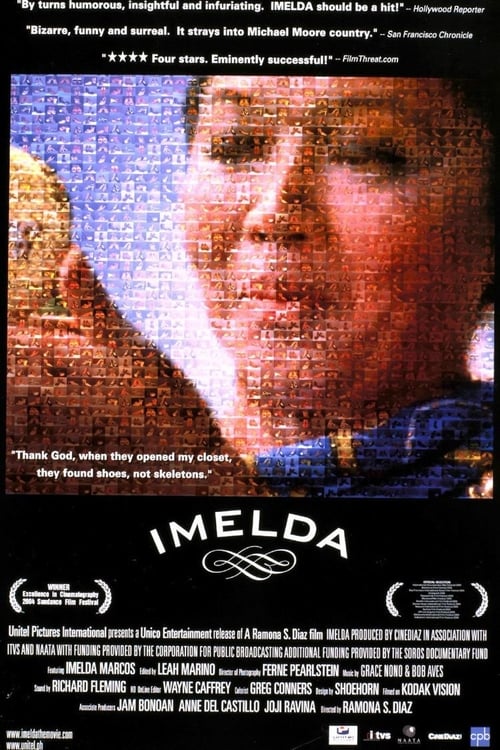 "By turns humorous, insightful and infuriating. IMELDA should be a hit!" -- Hollywood Reporter
"Bizarre, funny and surreal. It strays into Michael Moore country." -- San Francisco Chronicle
"★★★★ Four stars. Eminently successful!" -- FilmThreat.com
"Thank God, when they opened my closet,
they found shoes, not skeletons."
IMELDA
WINNER
Excellence in Cinematography
2004 Sundance Film Festival
OFFICIAL SELECTION
Unitel Pictures International presents a Unico Entertainment release of A Ramona S. Diaz film IMELDA PRODUCED BY CINEDIAZ IN ASSOCIATION WITH
ITVS AND NAATA WITH FUNDING PROVIDED BY THE CORPORATION FOR PUBLIC BROADCASTING ADDITIONAL FUNDING PROVIDED BY THE SOROS DOCUMENTARY FUND
Featuring IMELDA MARCOS Edited by LEAH MARINO Director of Photography FERNE PEARLSTEIN Music by GRACE NONO & BOB AVES
Sound by RICHARD FLEMING HD OnLine Editor WAYNE CAFFREY Colorist GREG CONNERS Design by SHOEHORN Filmed on KODAK VISION
Associate Producers JAM BONOAN ANNE DEL CASTILLO JOJI RAVINA Directed by RAMONA S. DIAZ
www.imeldathemovie.com
www.unitel.ph
itvs
NAATA
CINEDIAZ
cpb